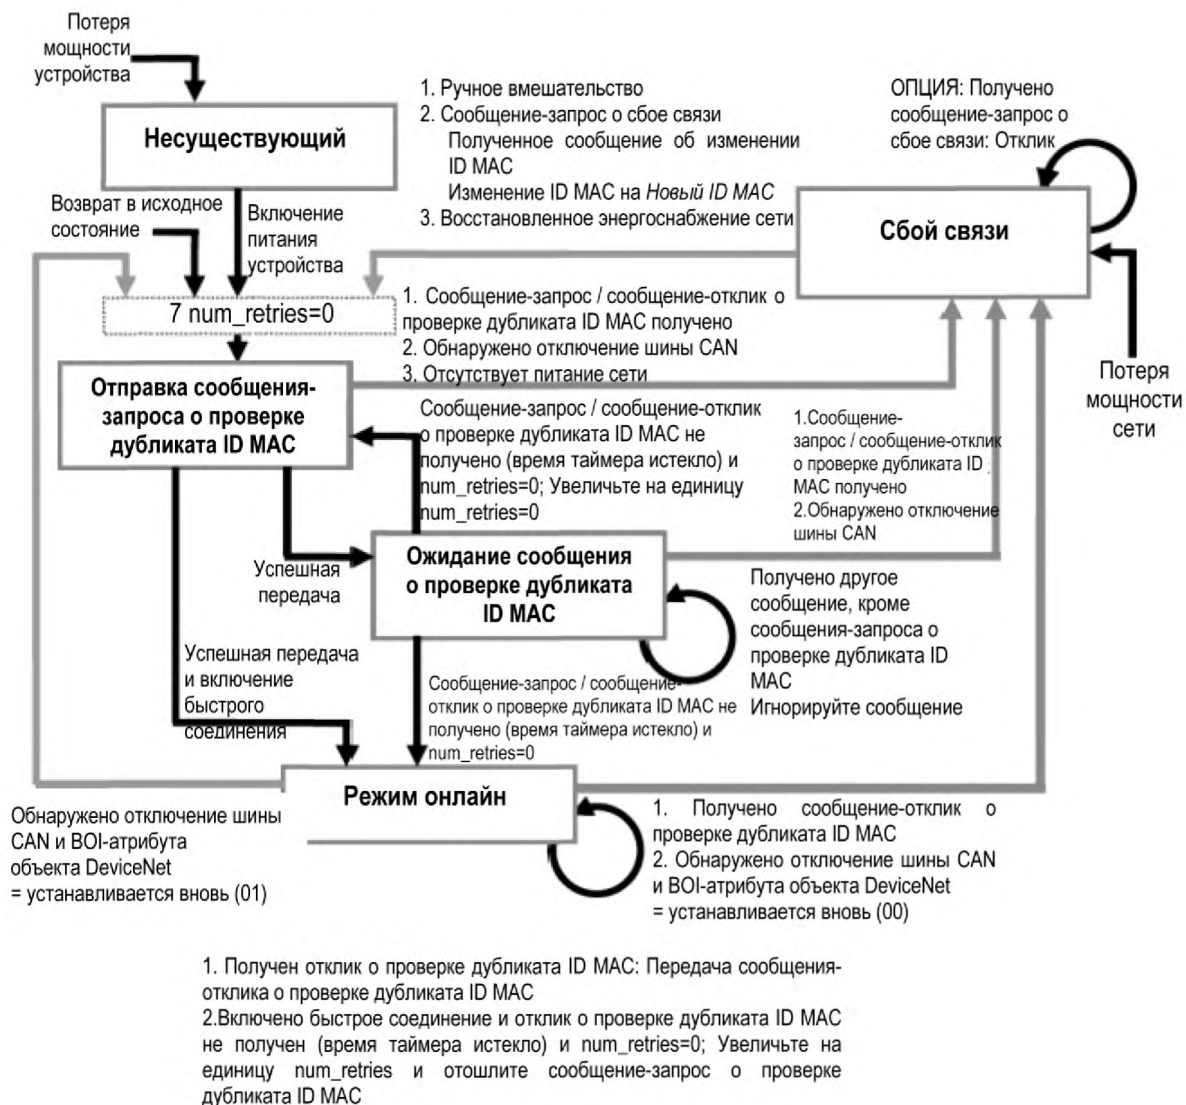 Потеря
мощности
устройства
Несуществующий
1. Ручное вмешательство
2. Сообщение-запрос о сбое связи
Полученное сообщение об изменении
ID MAC
Изменение ID MAC на Новый ID MAC
3. Восстановленное энергоснабжение сети
ОПЦИЯ: Получено
сообщение-запрос о
сбое связи: Отклик
Сбой связи
Возврат в исходное
состояние
Включение
питания
устройства
7 num_retries=0
1. Сообщение-запрос / сообщение-отклик о
проверке дубликата ID MAC получено
2. Обнаружено отключение шины CAN
3. Отсутствует питание сети
Потеря
мощности
сети
Отправка сообщения-
запроса о проверке
дубликата ID MAC
Сообщение-запрос / сообщение-отклик
о проверке дубликата ID MAC не
получено (время таймера истекло) и
num_retries=0; Увеличьте на единицу
num_retries=0
1.Сообщение-
запрос / сообщение-отклик
о проверке дубликата ID
MAC получено
2.Обнаружено отключение
шины CAN
Успешная
передача
Ожидание сообщения
о проверке дубликата
ID MAC
Получено другое
сообщение, кроме
сообщения-запроса о
проверке дубликата ID
MAC
Игнорируйте сообщение
Успешная передача
и включение
быстрого
соединения
Сообщение-запрос / сообщение-
отклик о проверке дубликата ID MAC не
получено (время таймера истекло) и
num_retries=0
Режим онлайн
Обнаружено отключение шины
CAN и BOI-атрибута
объекта DeviceNet
= устанавливается вновь (01)
1. Получено сообщение-отклик о
проверке дубликата ID MAC
2. Обнаружено отключение шины CAN
и BOI-атрибута объекта DeviceNet
= устанавливается вновь (00)
1. Получен отклик о проверке дубликата ID MAC: Передача сообщения-
отклика о проверке дубликата ID MAC
2.Включено быстрое соединение и отклик о проверке дубликата ID MAC
не получен (время таймера истекло) и num_retries=0; Увеличьте на
единицу num_retries и отошлите сообщение-запрос о проверке
дубликата ID MAC